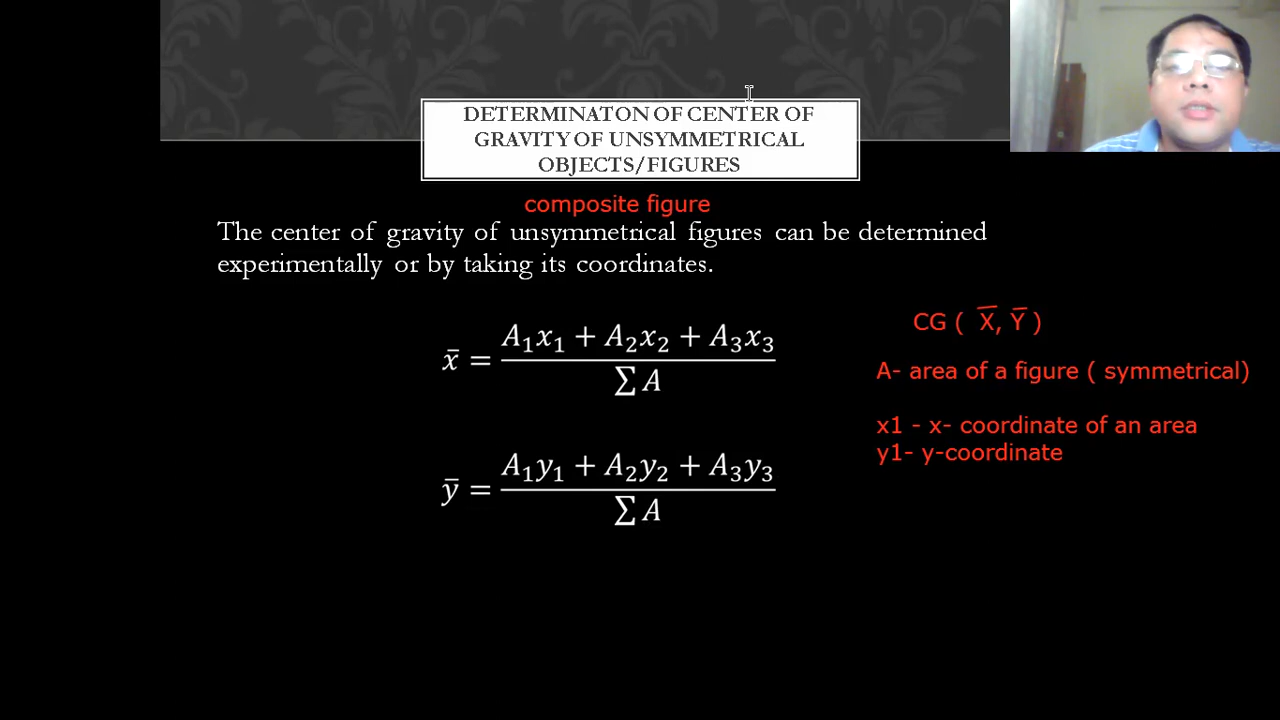 DETERMINATON OF CENTER OF
GRAVITY OF UNSYMMETRICAL
OBJECTS/FIGURES
composite figure
The center of gravity of unsymmetrical figures can be determined
experimentally or by taking its coordinates.
x̄ = (A₁x₁ + A₂x₂ + A₃x₃) / ∑ A
CG ( X̅, Y̅ )
A- area of a figure ( symmetrical)
x1 - x- coordinate of an area
y1- y-coordinate
ȳ = (A₁y₁ + A₂y₂ + A₃y₃) / ∑ A